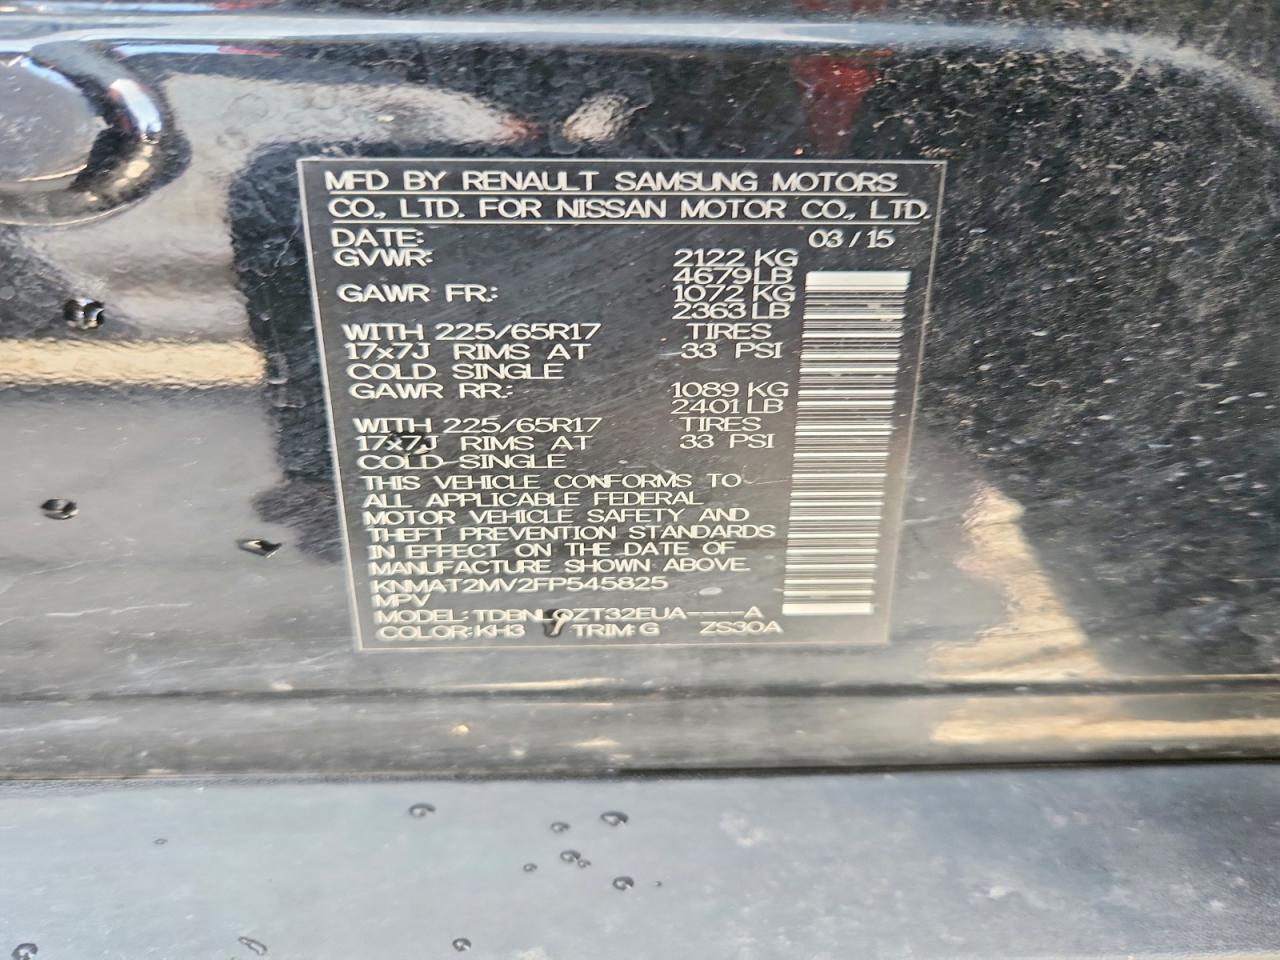 MFD BY RENAULT SAMSUNG MOTORS
CO., LTD. FOR NISSAN MOTOR CO., LTD.
DATE: 03/15
GVWR: 2122 KG
4679 LB
GAWR FR.: 1072 KG
2363 LB
WITH 225/65R17 TIRES
17x7J RIMS AT 33 PSI
COLD SINGLE
GAWR RR.: 1089 KG
2401 LB
WITH 225/65R17 TIRES
17x7J RIMS AT 33 PSI
COLD SINGLE
THIS VEHICLE CONFORMS TO
ALL APPLICABLE FEDERAL
MOTOR VEHICLE SAFETY AND
THEFT PREVENTION STANDARDS
IN EFFECT ON THE DATE OF
MANUFACTURE SHOWN ABOVE.
KNMAT2MV2FP545825
MPV
MODEL: A
COLOR: KH3 TRIM: G ZS30A